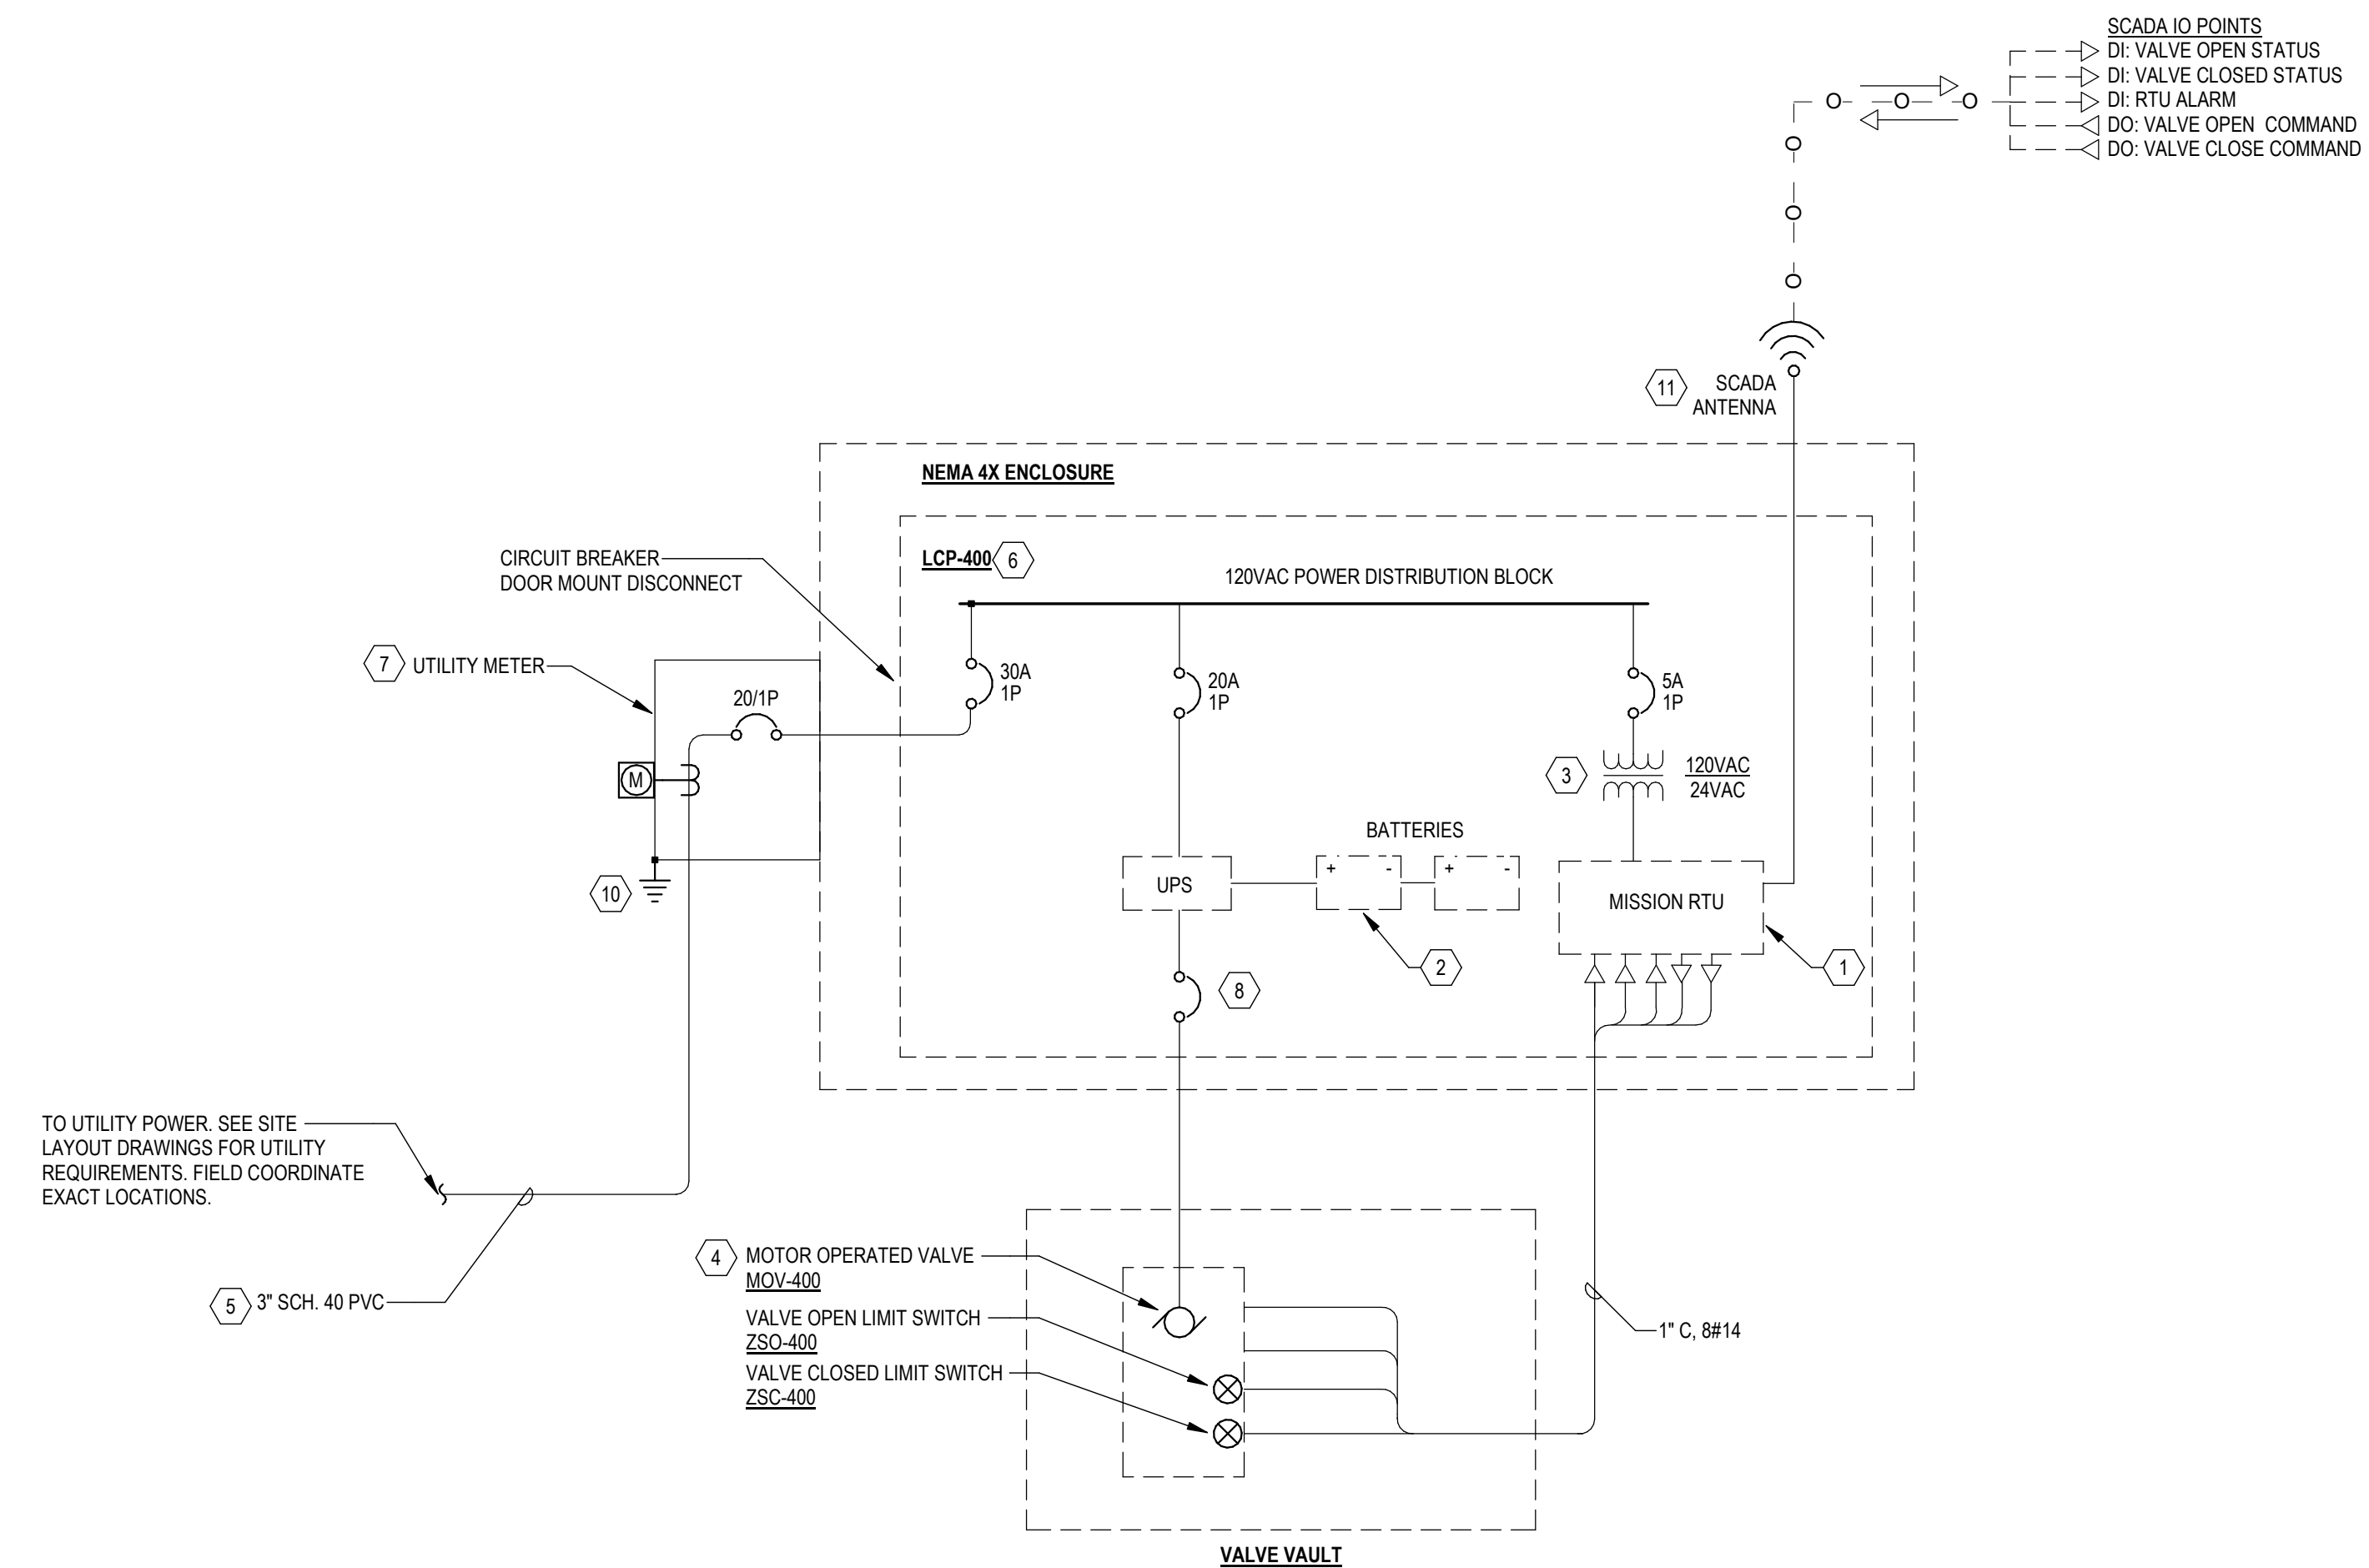 SCADA IO POINTS
DI: VALVE OPEN STATUS
DI: VALVE CLOSED STATUS
DI: RTU ALARM
DO: VALVE OPEN COMMAND
DO: VALVE CLOSE COMMAND
11
SCADA
ANTENNA
NEMA 4X ENCLOSURE
CIRCUIT BREAKER
DOOR MOUNT DISCONNECT
LCP-400
6
120VAC POWER DISTRIBUTION BLOCK
7
UTILITY METER
20/1P
30A
1P
20A
1P
5A
1P
M
3
120VAC
24VAC
BATTERIES
10
UPS
+ -
+ -
MISSION RTU
2
1
8
TO UTILITY POWER. SEE SITE
LAYOUT DRAWINGS FOR UTILITY
REQUIREMENTS. FIELD COORDINATE
EXACT LOCATIONS.
5
3" SCH. 40 PVC
4
MOTOR OPERATED VALVE
MOV-400
VALVE OPEN LIMIT SWITCH
ZSO-400
VALVE CLOSED LIMIT SWITCH
ZSC-400
1" C, 8#14
VALVE VAULT